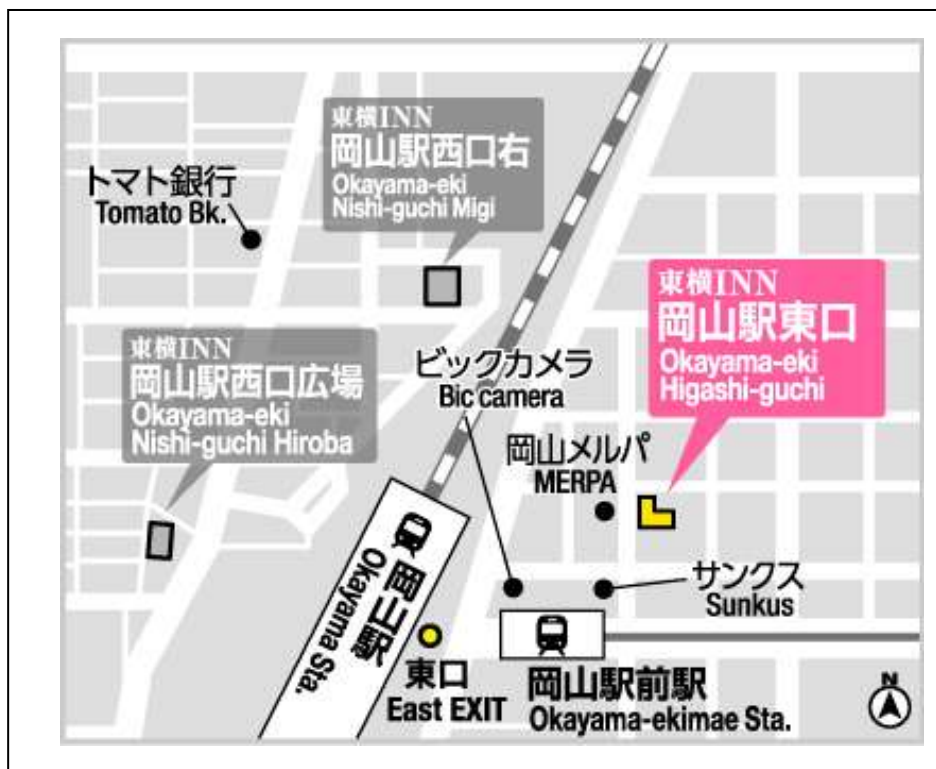 東横INN
岡山駅西口右
Okayama-eki
Nishi-guchi Migi
トマト銀行
Tomato Bk.
東横INN
岡山駅東口
Okayama-eki
Higashi-guchi
東横INN
岡山駅西口広場
Okayama-eki
Nishi-guchi Hiroba
ビックカメラ
Bic camera
岡山メルパ
MERPA
岡山駅
Okayama Sta.
サンクス
Sunkus
東口
East EXIT
岡山駅前駅
Okayama-ekimae Sta.
N